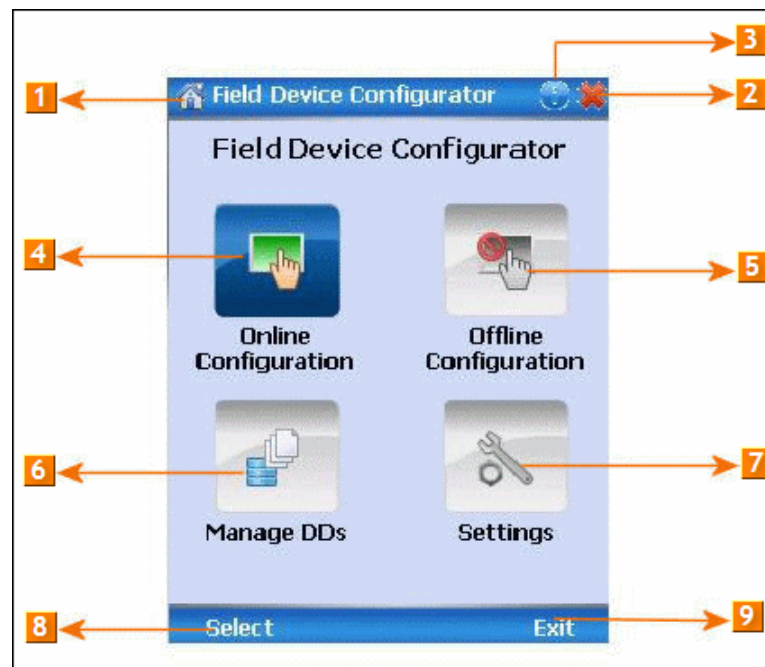 3
1
Field Device Configurator
2
Field Device Configurator
4
5
Online
Configuration
Offline
Configuration
6
7
Manage DDs
Settings
8
Select
Exit
9